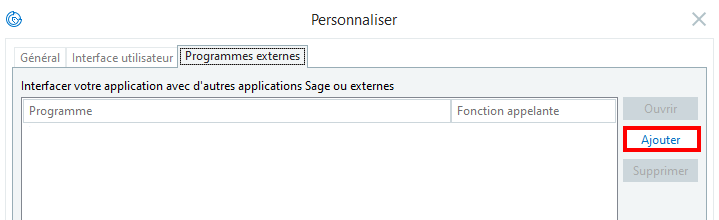 Personnaliser
Général Interface utilisateur Programmes externes
Interfacer votre application avec d'autres applications Sage ou externes
Programme Fonction appelante Ouvrir
Ajouter
Supprimer